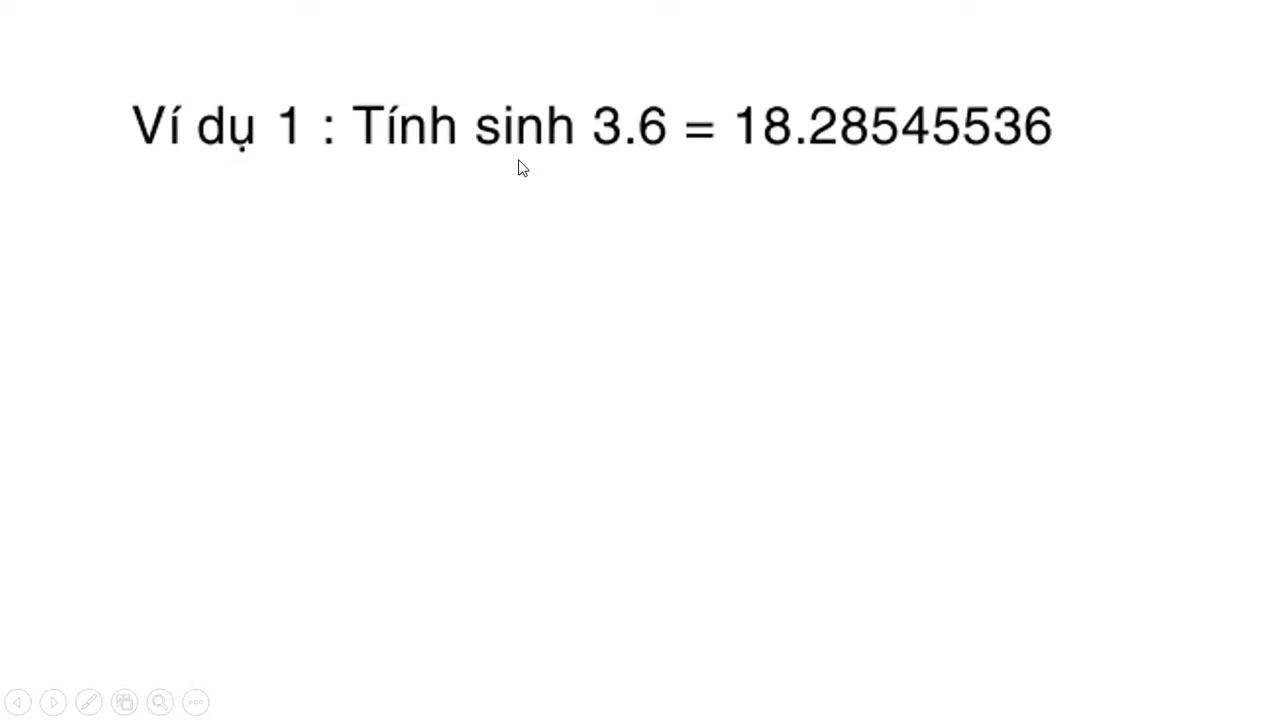 Ví dụ 1 : Tính sinh 3.6 = 18.28545536